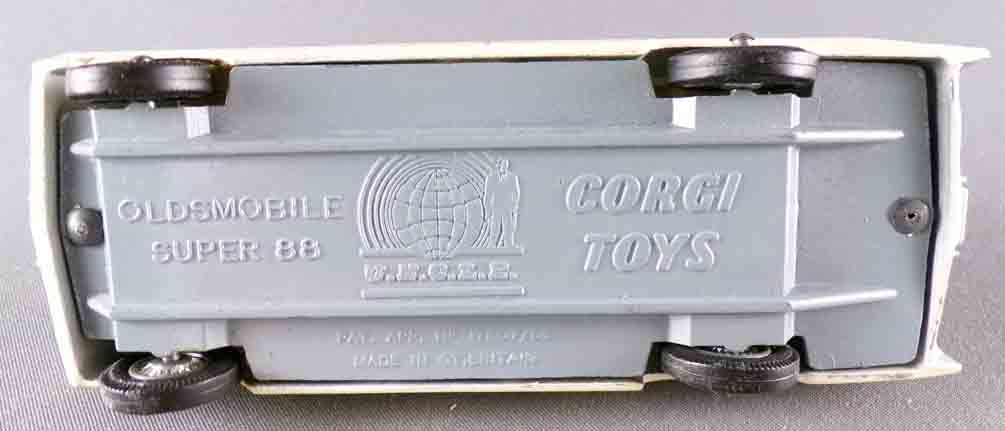 OLDSMOBILE
SUPER 88
CORGI
TOYS
MADE IN GT. BRITAIN